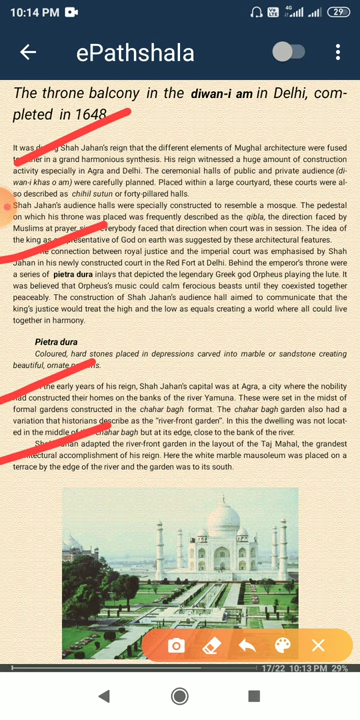 10:14 PM 4G 29
ePathshala
The throne balcony in the diwan-i am in Delhi, com-
pleted in 1648
It was Shah Jahan's reign that the different elements of Mughal architecture were fused
in a grand harmonious synthesis. His reign witnessed a huge amount of construction
activity especially in Agra and Delhi. The ceremonial halls of public and private audience (di-
wan-i khas o am) were carefully planned. Placed within a large courtyard, these courts were al-
so described as chihil sutun or forty-pillared halls.
Shah Jahan's audience halls were specially constructed to resemble a mosque. The pedestal
on which his throne was placed was frequently described as the qibla, the direction faced by
Muslims at prayer, everybody faced that direction when court was in session. The idea of
the king as representative of God on earth was suggested by these architectural features.
connection between royal justice and the imperial court was emphasised by Shah
Jahan in his newly constructed court in the Red Fort at Delhi. Behind the emperor's throne were
a series of pietra dura inlays that depicted the legendary Greek god Orpheus playing the lute. It
was believed that Orpheus's music could calm ferocious beasts until they coexisted together
peaceably. The construction of Shah Jahan's audience hall aimed to communicate that the
king's justice would treat the high and the low as equals creating a world where all could live
together in harmony.
Pietra dura
Coloured, hard stones placed in depressions carved into marble or sandstone creating
beautiful, ornate
the early years of his reign, Shah Jahan's capital was at Agra, a city where the nobility
had constructed their homes on the banks of the river Yamuna. These were set in the midst of
formal gardens constructed in the chahar bagh format. The chahar bagh garden also had a
variation that historians describe as the "river-front garden". In this the dwelling was not locat-
ed in the middle of chahar bagh but at its edge, close to the bank of the river.
adapted the river-front garden in the layout of the Taj Mahal, the grandest
accomplishment of his reign. Here the white marble mausoleum was placed on a
terrace by the edge of the river and the garden was to its south.
17/22 10:13 PM 29%